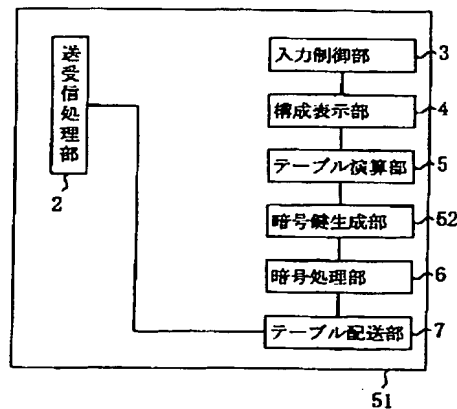 送受信処理部
2
入力制御部
3
構成表示部
4
テーブル演算部
5
暗号鍵生成部
52
暗号処理部
6
テーブル配送部
7
51